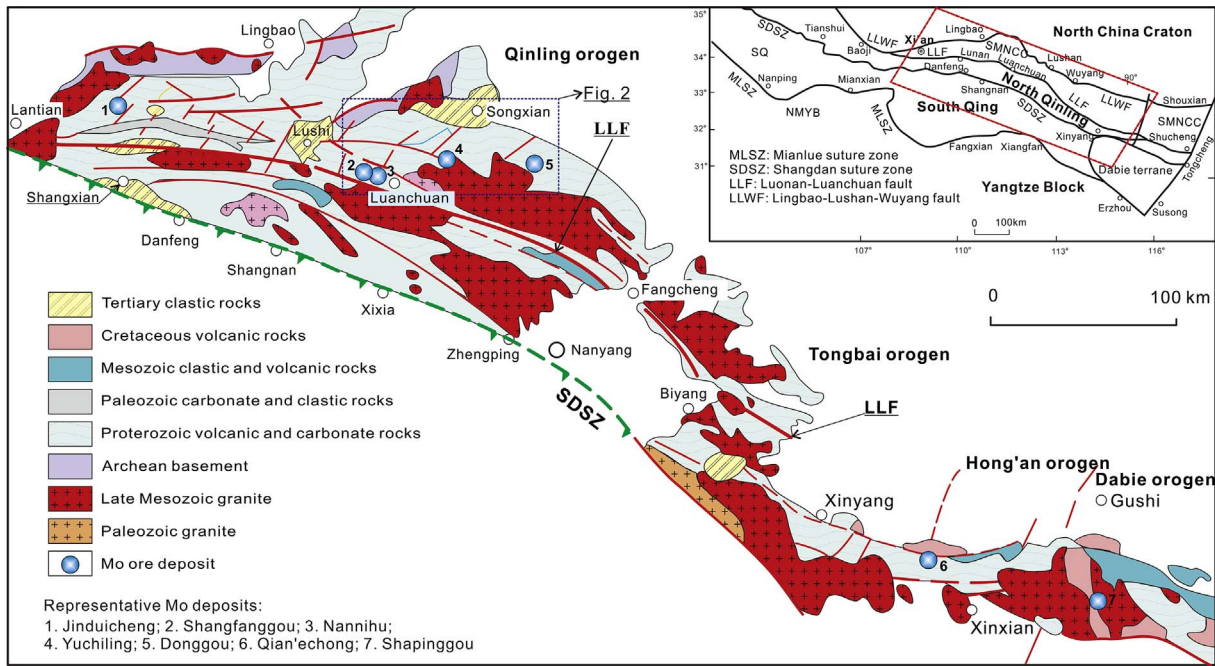 Lingbao
Qinling orogen
Fig. 2
LLF
Lantian
1
Lushi
Songxian
2
3
4
5
Luanchuan
Shangxian
Danfeng
Shangnan
Xixia
Zhengping
Nanyang
Fangcheng
SDSZ
Tongbai orogen
Biyang
LLF
Hong'an orogen
Dabie orogen
Gushi
Xinyang
6
7
Xinxian
Tertiary clastic rocks
Cretaceous volcanic rocks
Mesozoic clastic and volcanic rocks
Paleozoic carbonate and clastic rocks
Proterozoic volcanic and carbonate rocks
Archean basement
Late Mesozoic granite
Paleozoic granite
Mo ore deposit
Representative Mo deposits:
1. Jinduicheng; 2. Shangfanggou; 3. Nannihu;
4. Yuchiling; 5. Donggou; 6. Qian'echong; 7. Shapinggou
35°
34°
33°
32°
31°
SDSZ
Tianshui
LLWF
Lingbao
North China Craton
Baoji
Xi'an
LLF
SMNCC
Lushan
SQ
Lunan
Luanchuan
Danfeng
Wuyang
90°
Nanping
Mianxian
Shangnan
North Qinling
LLF
LLWF
Shouxian
MLSZ
NMYB
MLSZ
South Qing
SDSZ
SMNCC
Xinyang
Shucheng
Fangxian
Xiangfan
Tongcheng
Dabie terrane
Yangtze Block
Erzhou
Susong
MLSZ: Mianlue suture zone
SDSZ: Shangdan suture zone
LLF: Luonan-Luanchuan fault
LLWF: Lingbao-Lushan-Wuyang fault
0 100km
107°
110°
113°
116°
0 100 km